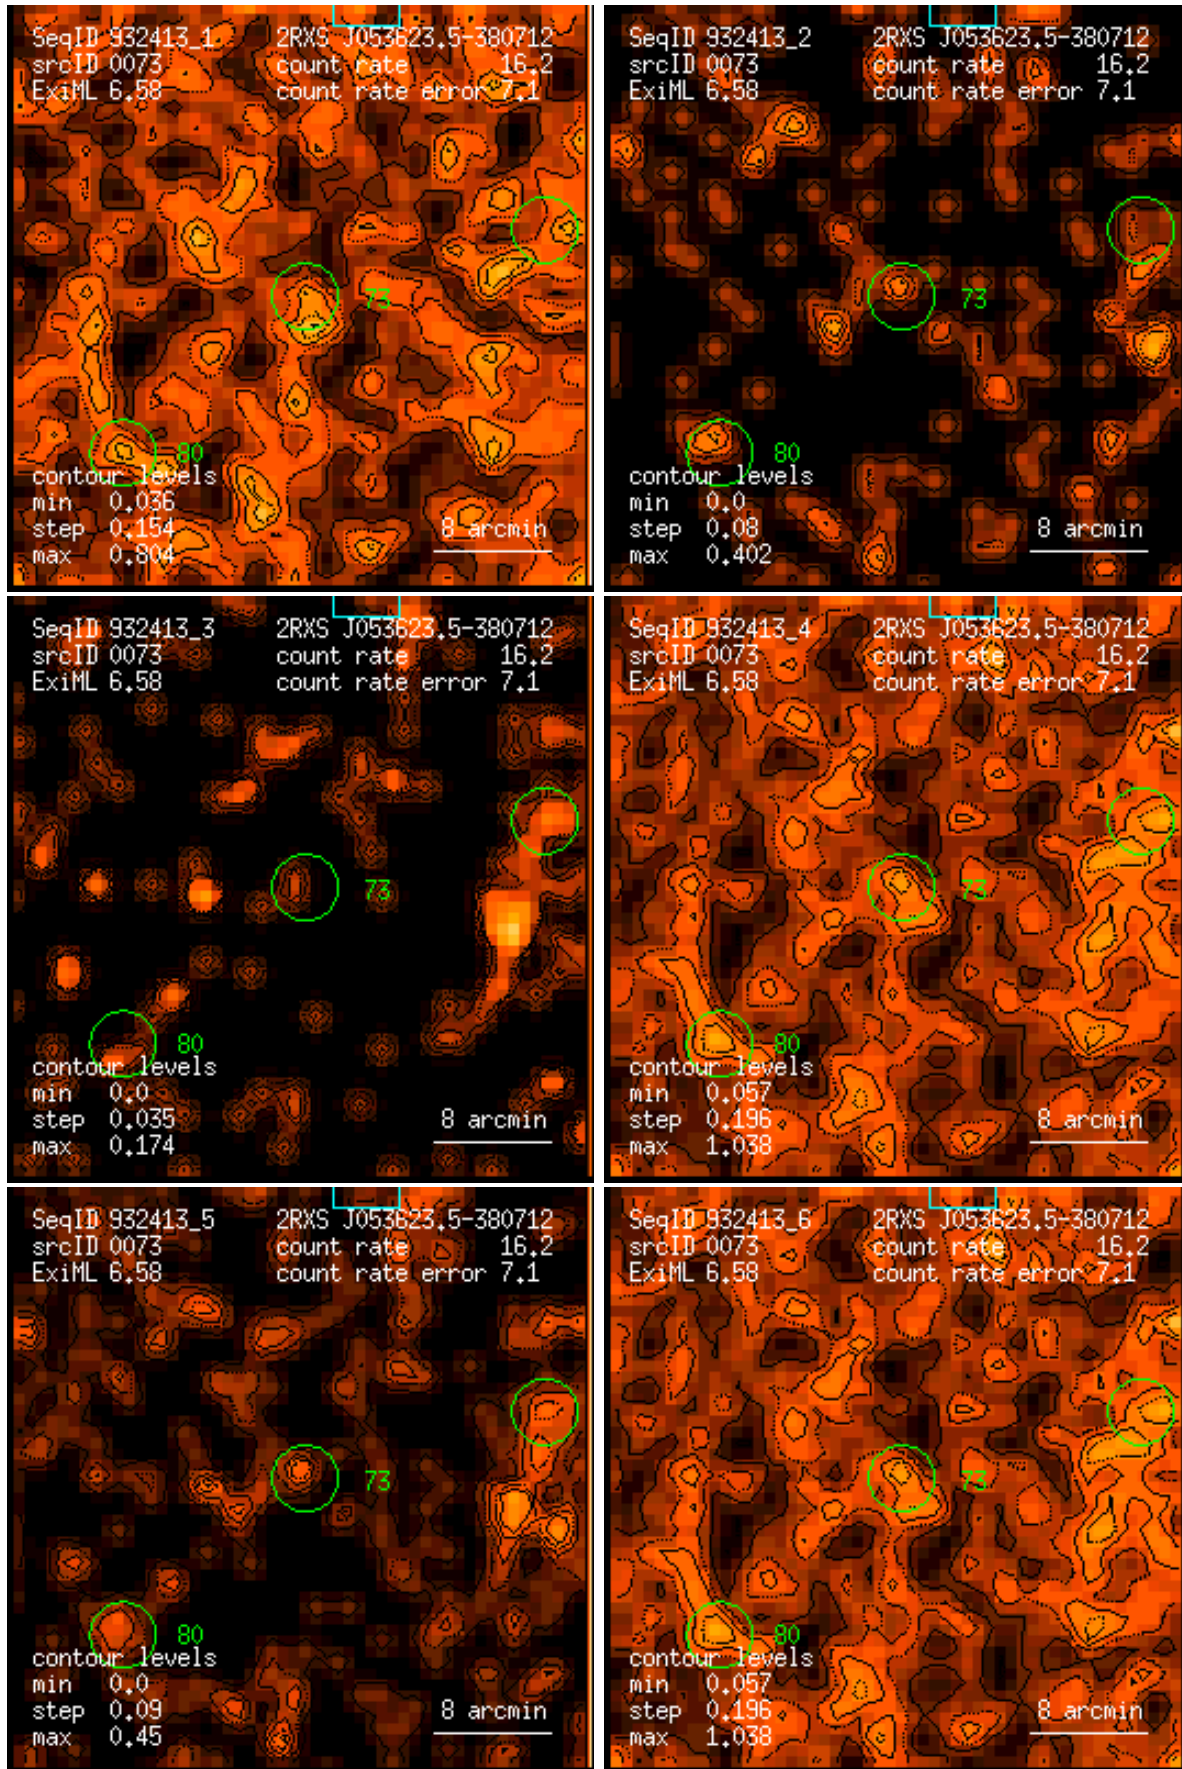 SeqID 932413_1 2RXS J053623.5-380712
srcID 0073 count rate 16.2
ExiML 6.58 count rate error 7.1
73
80
contour levels
min 0.036
step 0.154 8 arcmin
max 0.804
SeqID 932413_2 2RXS J053623.5-380712
srcID 0073 count rate 16.2
ExiML 6.58 count rate error 7.1
73
80
contour levels
min 0.0
step 0.08 8 arcmin
max 0.402
SeqID 932413_3 2RXS J053623.5-380712
srcID 0073 count rate 16.2
ExiML 6.58 count rate error 7.1
73
80
contour levels
min 0.0
step 0.035 8 arcmin
max 0.174
SeqID 932413_4 2RXS J053623.5-380712
srcID 0073 count rate 16.2
ExiML 6.58 count rate error 7.1
73
80
contour levels
min 0.057
step 0.196 8 arcmin
max 1.038
SeqID 932413_5 2RXS J053623.5-380712
srcID 0073 count rate 16.2
ExiML 6.58 count rate error 7.1
73
80
contour levels
min 0.0
step 0.09 8 arcmin
max 0.45
SeqID 932413_6 2RXS J053623.5-380712
srcID 0073 count rate 16.2
ExiML 6.58 count rate error 7.1
73
80
contour levels
min 0.057
step 0.196 8 arcmin
max 1.038